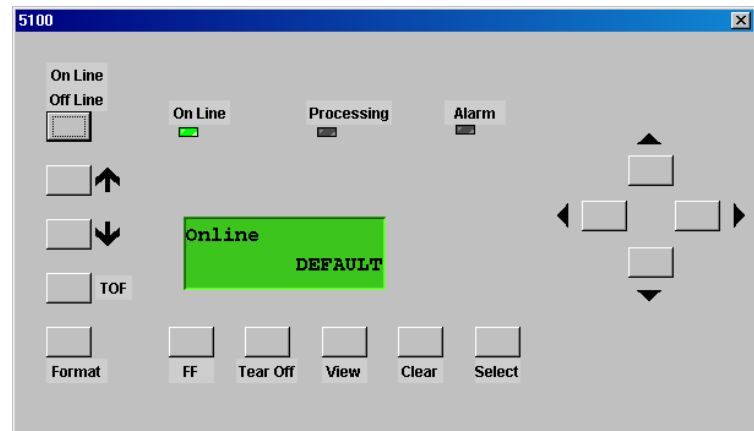 5100
On Line
Off Line
On Line
Processing
Alarm
Online
DEFAULT
TOF
Format
FF
Tear Off
View
Clear
Select